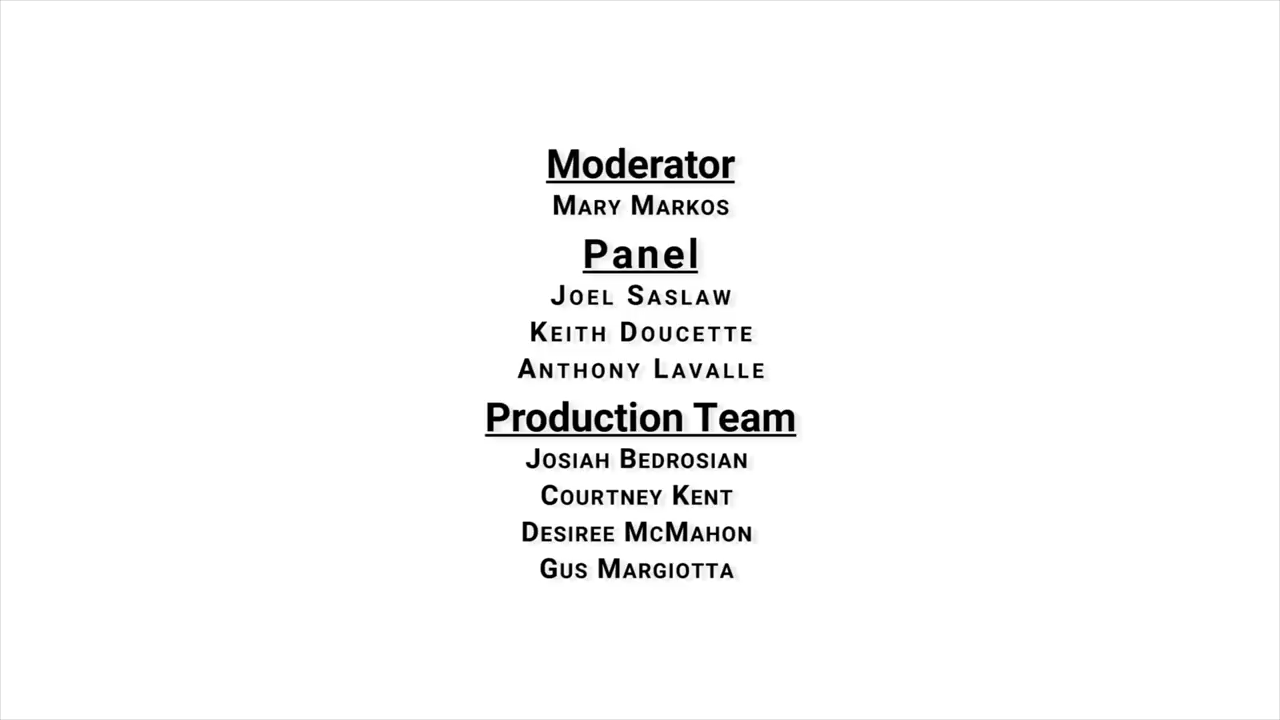 Moderator
Mary Markos
Panel
Joel Saslaw
Keith Doucette
Anthony Lavalle
Production Team
Josiah Bedrosian
Courtney Kent
Desiree McMahon
Gus Margiotta